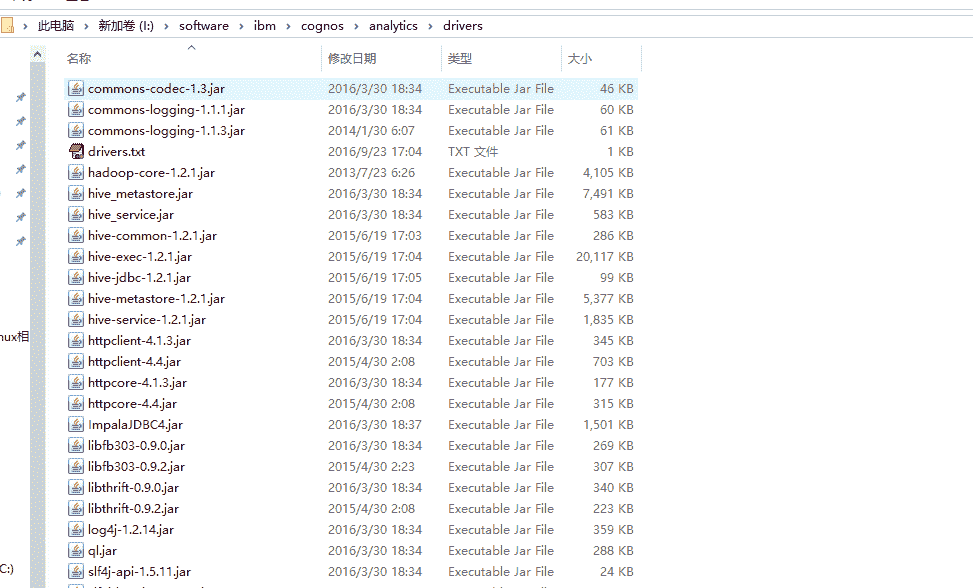 此电脑 › 新加卷 (I:) › software › ibm › cognos › analytics › drivers
名称 修改日期 类型 大小
commons-codec-1.3.jar 2016/3/30 18:34 Executable Jar File 46 KB
commons-logging-1.1.1.jar 2016/3/30 18:34 Executable Jar File 60 KB
commons-logging-1.1.3.jar 2014/1/30 6:07 Executable Jar File 61 KB
drivers.txt 2016/9/23 17:04 TXT 文件 1 KB
hadoop-core-1.2.1.jar 2013/7/23 6:26 Executable Jar File 4,105 KB
hive_metastore.jar 2016/3/30 18:34 Executable Jar File 7,491 KB
hive_service.jar 2016/3/30 18:34 Executable Jar File 583 KB
hive-common-1.2.1.jar 2015/6/19 17:03 Executable Jar File 286 KB
hive-exec-1.2.1.jar 2015/6/19 17:04 Executable Jar File 20,117 KB
hive-jdbc-1.2.1.jar 2015/6/19 17:05 Executable Jar File 99 KB
hive-metastore-1.2.1.jar 2015/6/19 17:04 Executable Jar File 5,377 KB
hive-service-1.2.1.jar 2015/6/19 17:04 Executable Jar File 1,835 KB
nux相
httpclient-4.1.3.jar 2016/3/30 18:34 Executable Jar File 345 KB
httpclient-4.4.jar 2015/4/30 2:08 Executable Jar File 703 KB
httpcore-4.1.3.jar 2016/3/30 18:34 Executable Jar File 177 KB
httpcore-4.4.jar 2015/4/30 2:08 Executable Jar File 315 KB
ImpalaJDBC4.jar 2016/3/30 18:37 Executable Jar File 1,501 KB
libfb303-0.9.0.jar 2016/3/30 18:34 Executable Jar File 269 KB
libfb303-0.9.2.jar 2015/4/30 2:23 Executable Jar File 307 KB
libthrift-0.9.0.jar 2016/3/30 18:34 Executable Jar File 340 KB
libthrift-0.9.2.jar 2015/4/30 2:08 Executable Jar File 223 KB
log4j-1.2.14.jar 2016/3/30 18:34 Executable Jar File 359 KB
ql.jar 2016/3/30 18:34 Executable Jar File 288 KB
C:)
slf4j-api-1.5.11.jar 2016/3/30 18:34 Executable Jar File 24 KB